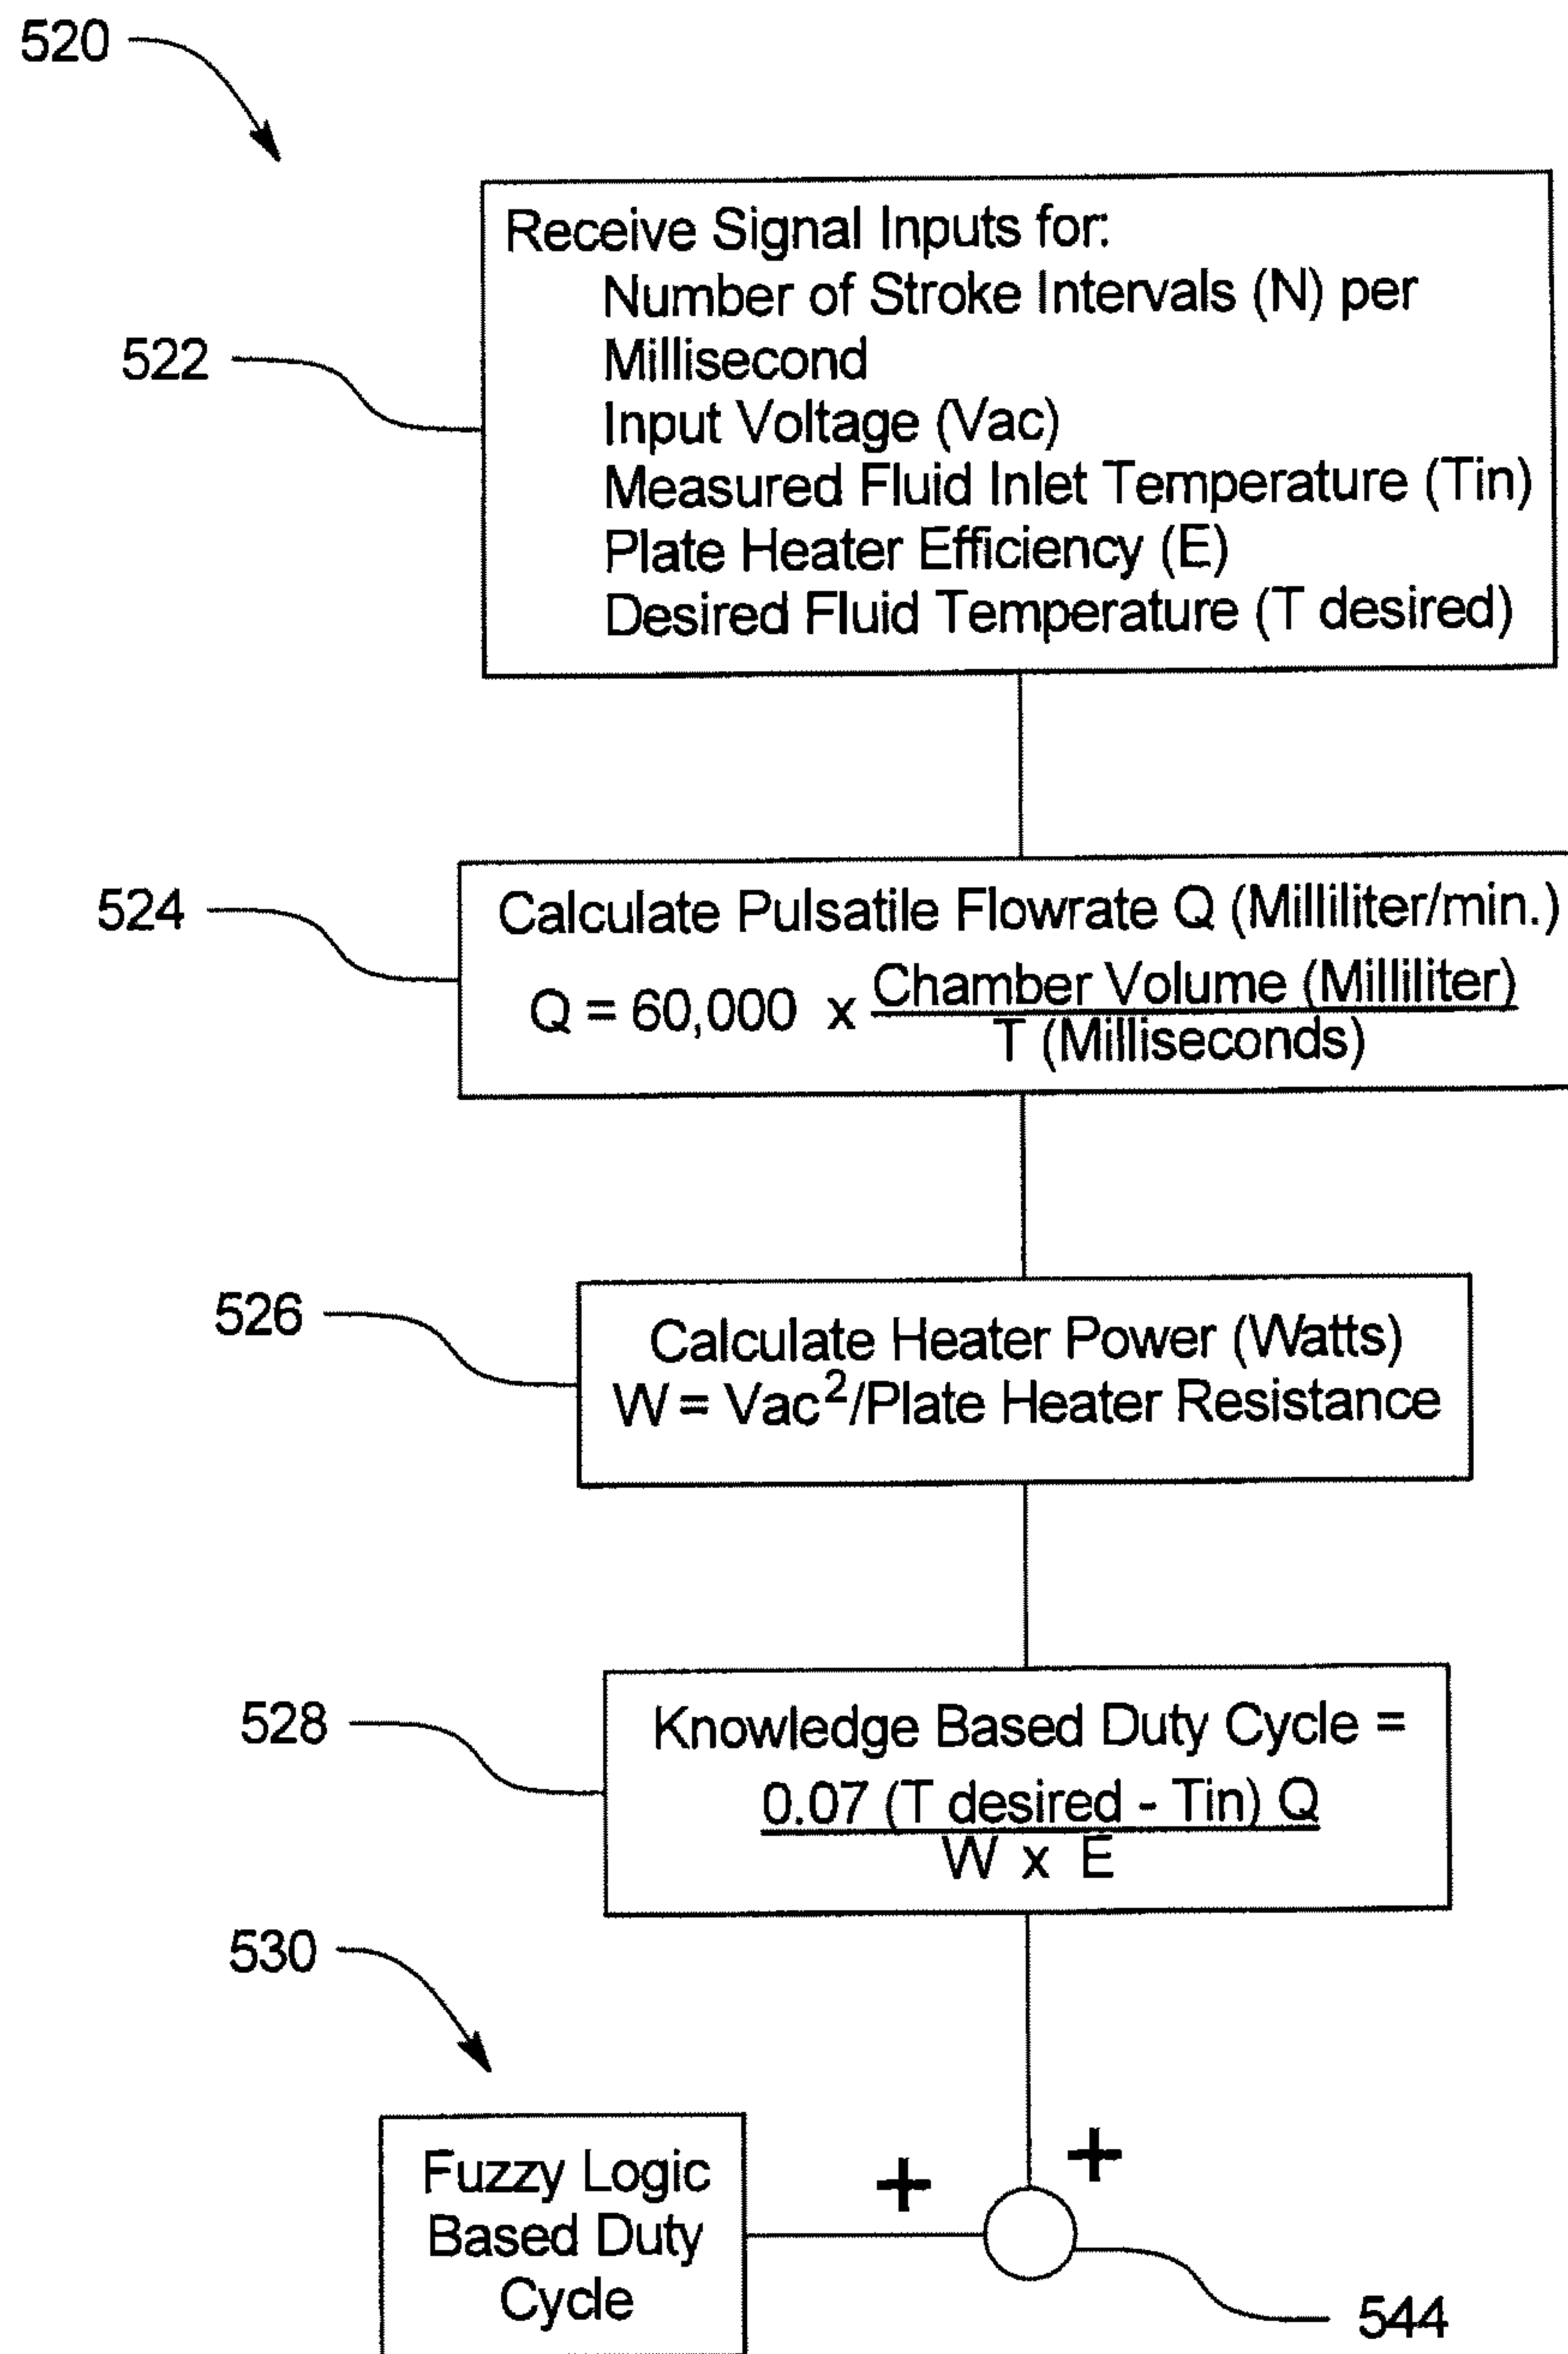 520
522
Receive Signal Inputs for:
Number of Stroke Intervals (N) per
Millisecond
Input Voltage (Vac)
Measured Fluid Inlet Temperature (Tin)
Plate Heater Efficiency (E)
Desired Fluid Temperature (T desired)
524
Calculate Pulsatile Flowrate Q (Milliliter/min.)
Q = 60,000 x Chamber Volume (Milliliter)
T (Milliseconds)
526
Calculate Heater Power (Watts)
W = Vac²/Plate Heater Resistance
528
Knowledge Based Duty Cycle =
0.07 (T desired - Tin) Q
W x E
530
Fuzzy Logic
Based Duty
Cycle
+
+
544